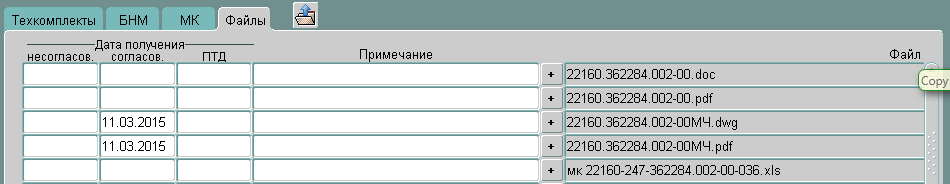 Техкомплекты БНМ МК Файлы
Дата получения
несогласов. согласов. ПТД Примечание Файл
+ 22160.362284.002-00.doc
Copy
+ 22160.362284.002-00.pdf
11.03.2015 + 22160.362284.002-00МЧ.dwg
11.03.2015 + 22160.362284.002-00МЧ.pdf
+ мк 22160-247-362284.002-00-036.xls